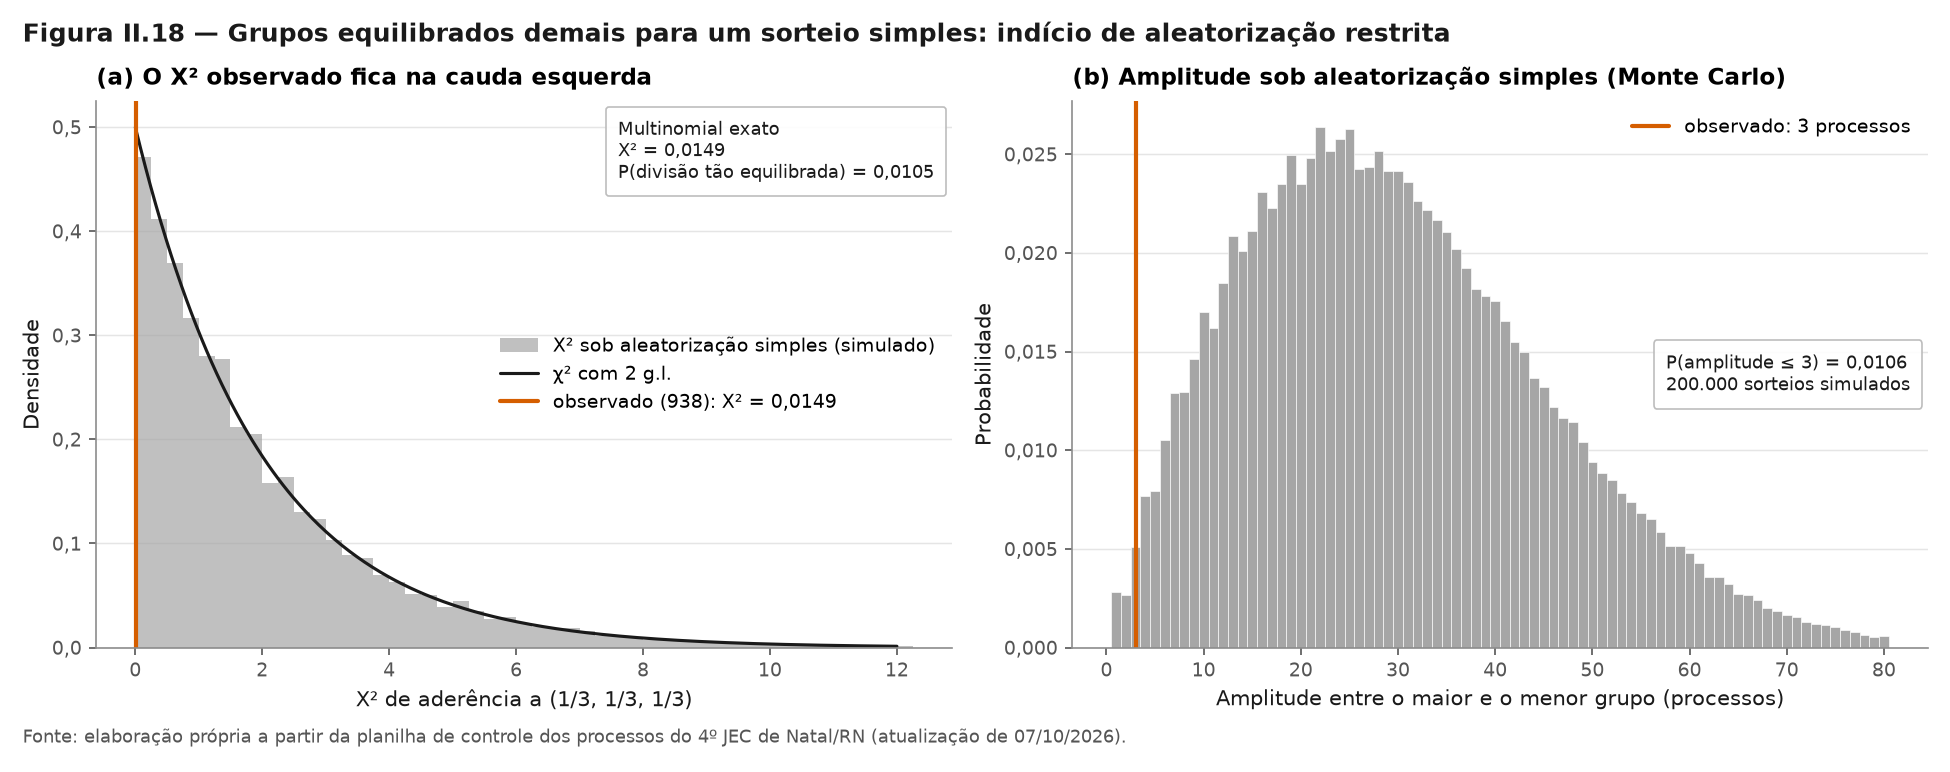 Figura II.18 — Grupos equilibrados demais para um sorteio simples: indício de aleatorização restrita
(a) O X² observado fica na cauda esquerda
Densidade
0,5
0,4
0,3
0,2
0,1
0,0
Multinomial exato
X² = 0,0149
P(divisão tão equilibrada) = 0,0105
X² sob aleatorização simples (simulado)
χ² com 2 g.l.
observado (938): X² = 0,0149
0 2 4 6 8 10 12
X² de aderência a (1/3, 1/3, 1/3)
(b) Amplitude sob aleatorização simples (Monte Carlo)
Probabilidade
0,025
0,020
0,015
0,010
0,005
0,000
observado: 3 processos
P(amplitude ≤ 3) = 0,0106
200.000 sorteios simulados
0 10 20 30 40 50 60 70 80
Amplitude entre o maior e o menor grupo (processos)
Fonte: elaboração própria a partir da planilha de controle dos processos do 4º JEC de Natal/RN (atualização de 07/10/2026).